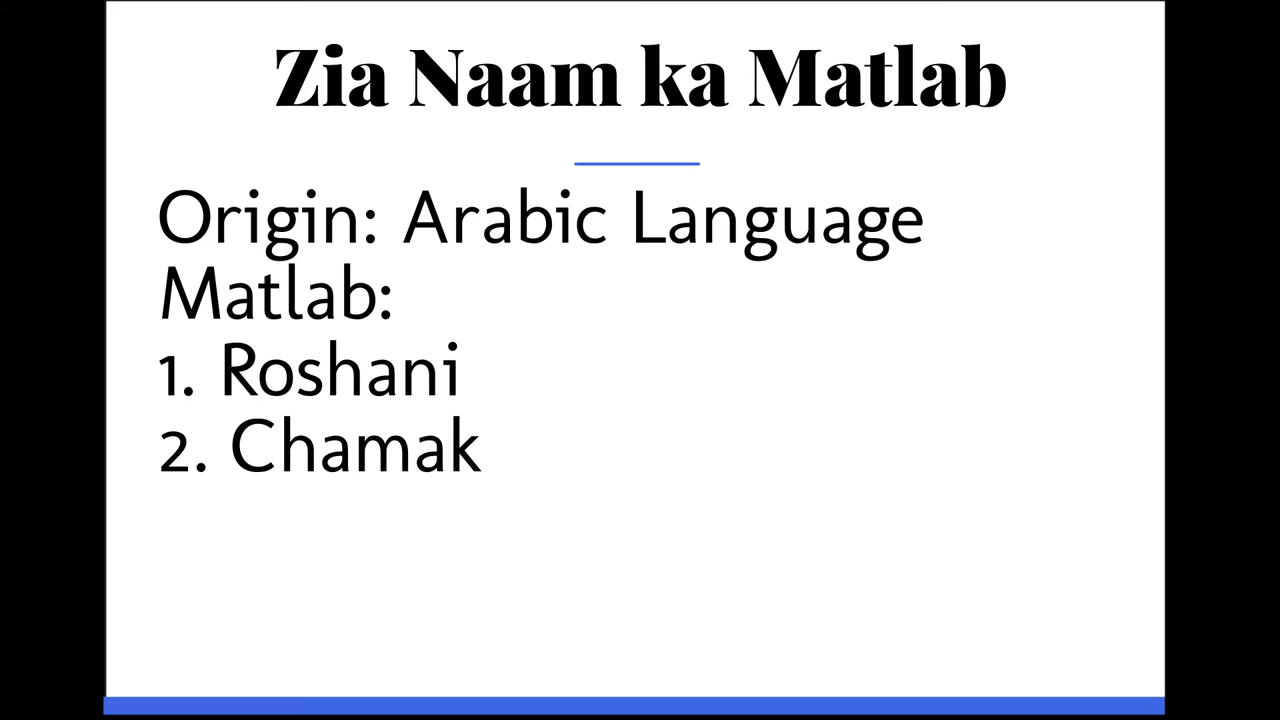 Zia Naam ka Matlab
Origin: Arabic Language
Matlab:
1. Roshani
2. Chamak